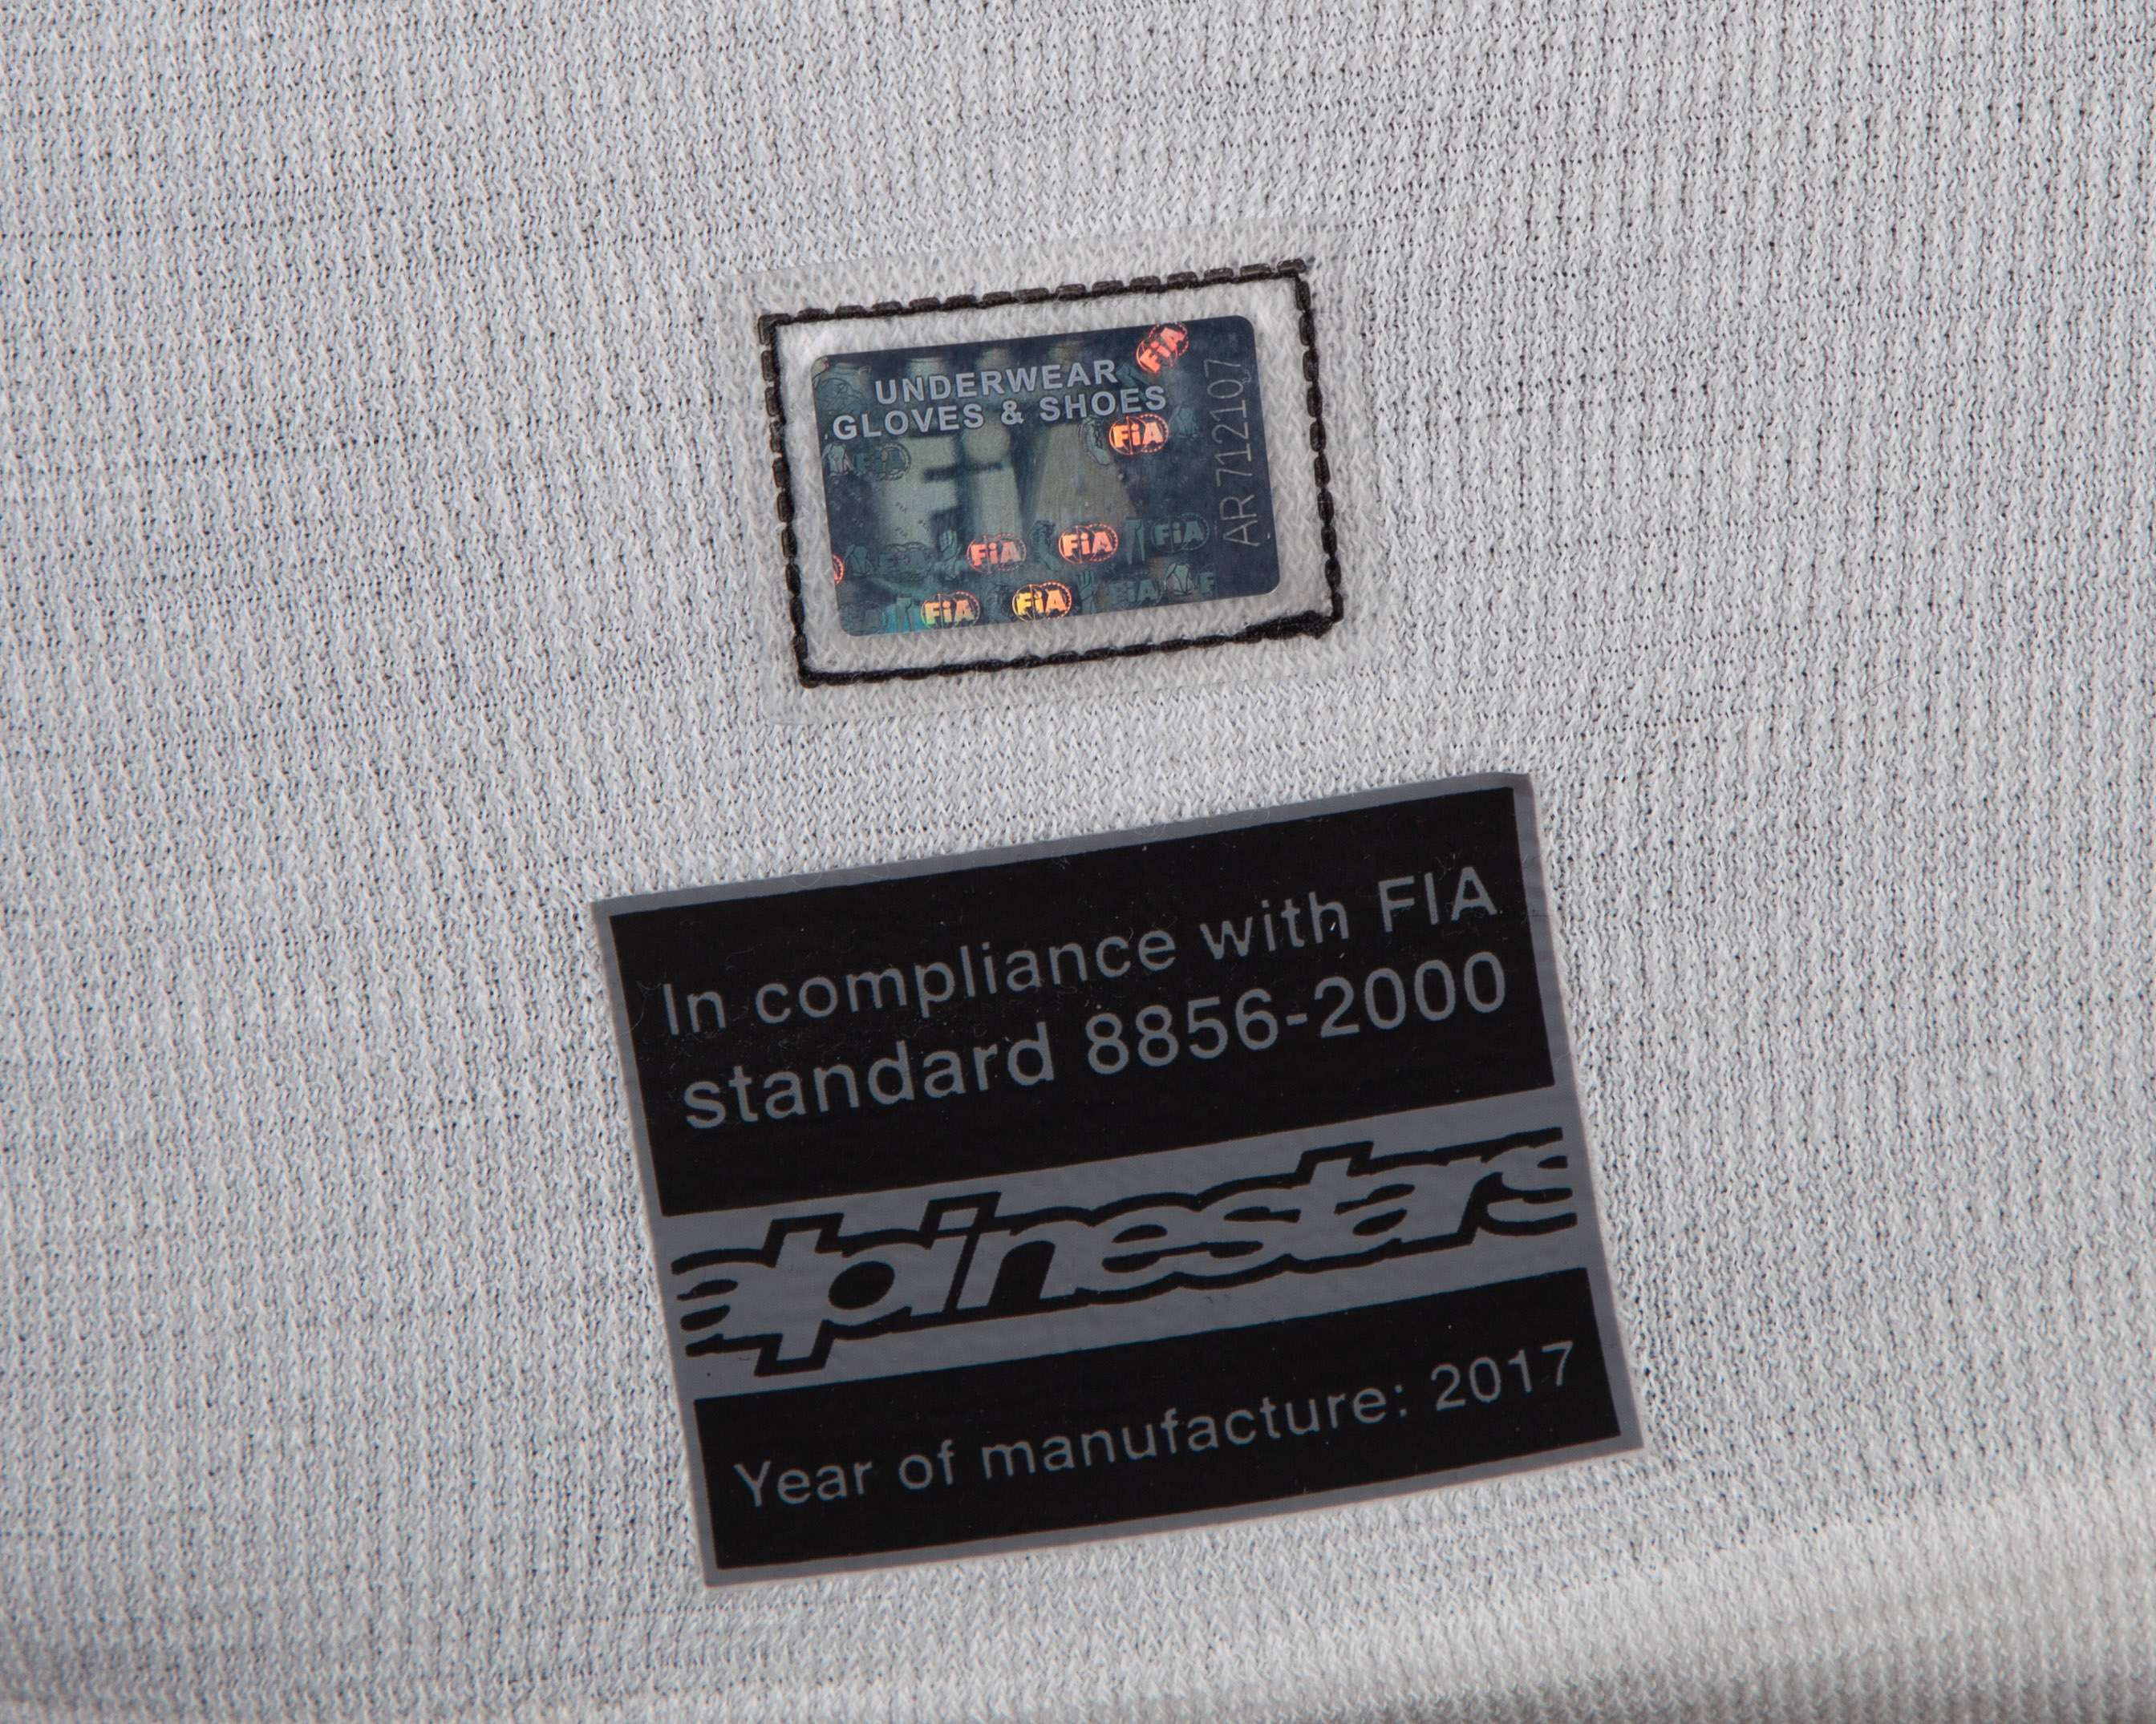 UNDERWEAR
GLOVES & SHOES
FiA
FiA
FiA
FiA
FiA
FiA
FiA
AR 712107
In compliance with FIA
standard 8856-2000
alpinestars
Year of manufacture: 2017